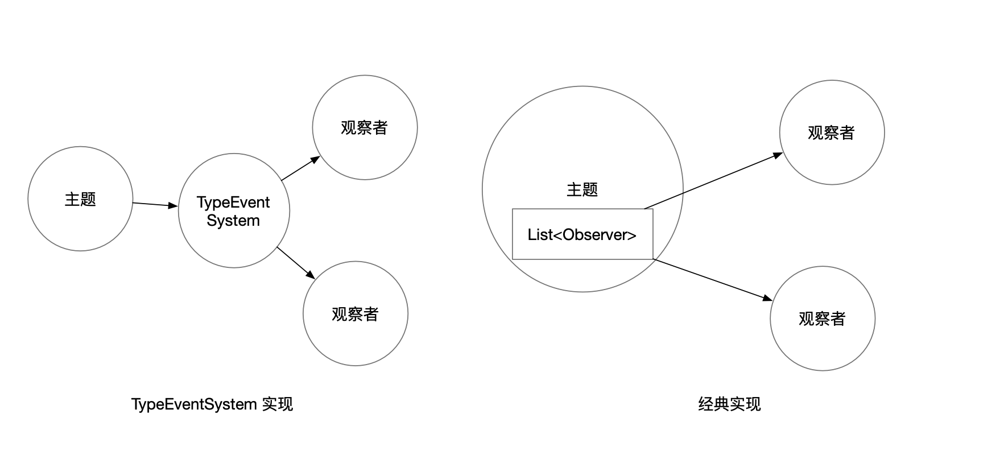 主题
TypeEvent
System
观察者
观察者
TypeEventSystem 实现
主题
List<Observer>
观察者
观察者
经典实现